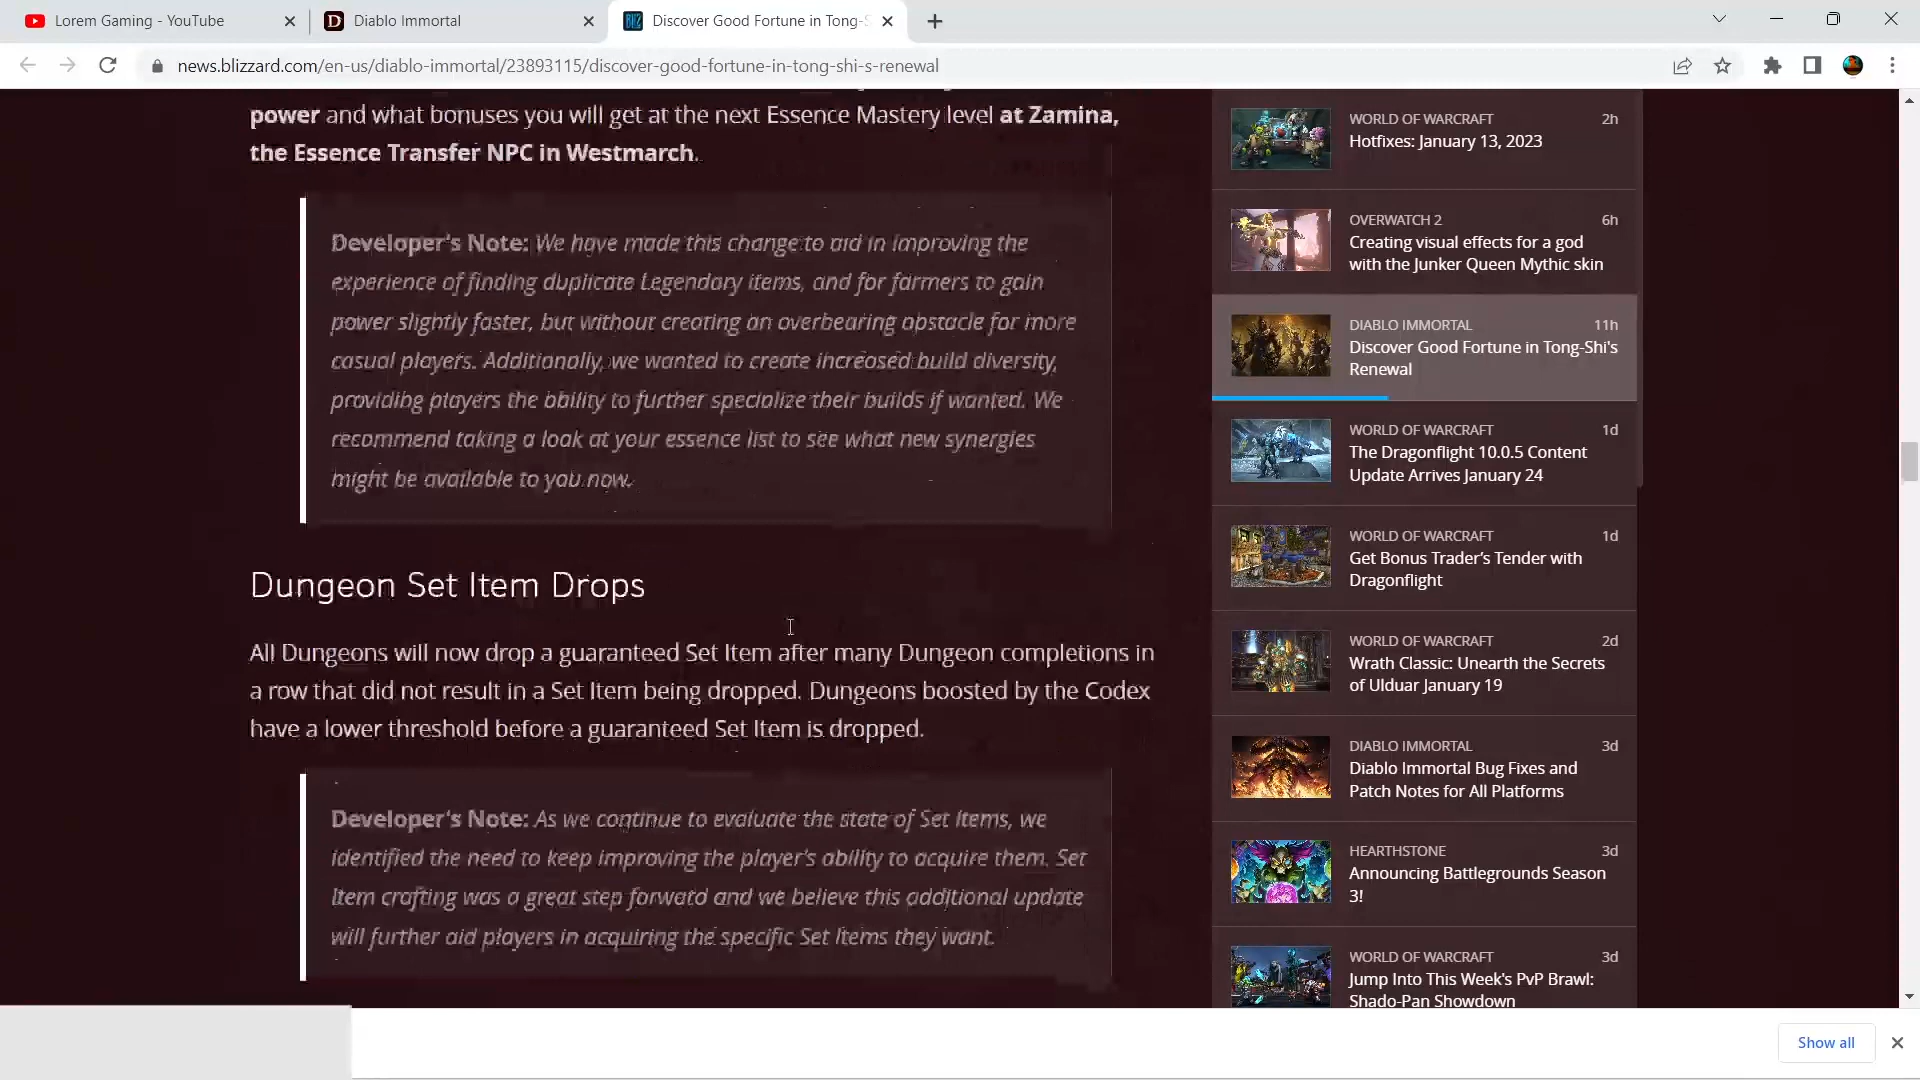 Lorem Gaming - YouTube
Diablo Immortal
Discover Good Fortune in Tong-S
news.blizzard.com/en-us/diablo-immortal/23893115/discover-good-fortune-in-tong-shi-s-renewal
power and what bonuses you will get at the next Essence Mastery level at Zamina,
the Essence Transfer NPC in Westmarch.
Developer's Note: We have made this change to aid in improving the
experience of finding duplicate Legendary items, and for farmers to gain
power slightly faster, but without creating an overbearing obstacle for more
casual players. Additionally, we wanted to create increased build diversity,
providing players the ability to further specialize their builds if wanted. We
recommend taking a look at your essence list to see what new synergies
might be available to you now.
Dungeon Set Item Drops
All Dungeons will now drop a guaranteed Set Item after many Dungeon completions in
a row that did not result in a Set Item being dropped. Dungeons boosted by the Codex
have a lower threshold before a guaranteed Set Item is dropped.
Developer's Note: As we continue to evaluate the state of Set Items, we
identified the need to keep improving the player's ability to acquire them. Set
Item crafting was a great step forward and we believe this additional update
will further aid players in acquiring the specific Set Items they want.
WORLD OF WARCRAFT 2h
Hotfixes: January 13, 2023
OVERWATCH 2 6h
Creating visual effects for a god
with the Junker Queen Mythic skin
DIABLO IMMORTAL 11h
Discover Good Fortune in Tong-Shi's
Renewal
WORLD OF WARCRAFT 1d
The Dragonflight 10.0.5 Content
Update Arrives January 24
WORLD OF WARCRAFT 1d
Get Bonus Trader's Tender with
Dragonflight
WORLD OF WARCRAFT 2d
Wrath Classic: Unearth the Secrets
of Ulduar January 19
DIABLO IMMORTAL 3d
Diablo Immortal Bug Fixes and
Patch Notes for All Platforms
HEARTHSTONE 3d
Announcing Battlegrounds Season
3!
WORLD OF WARCRAFT 3d
Jump Into This Week's PvP Brawl:
Shado-Pan Showdown
Show all